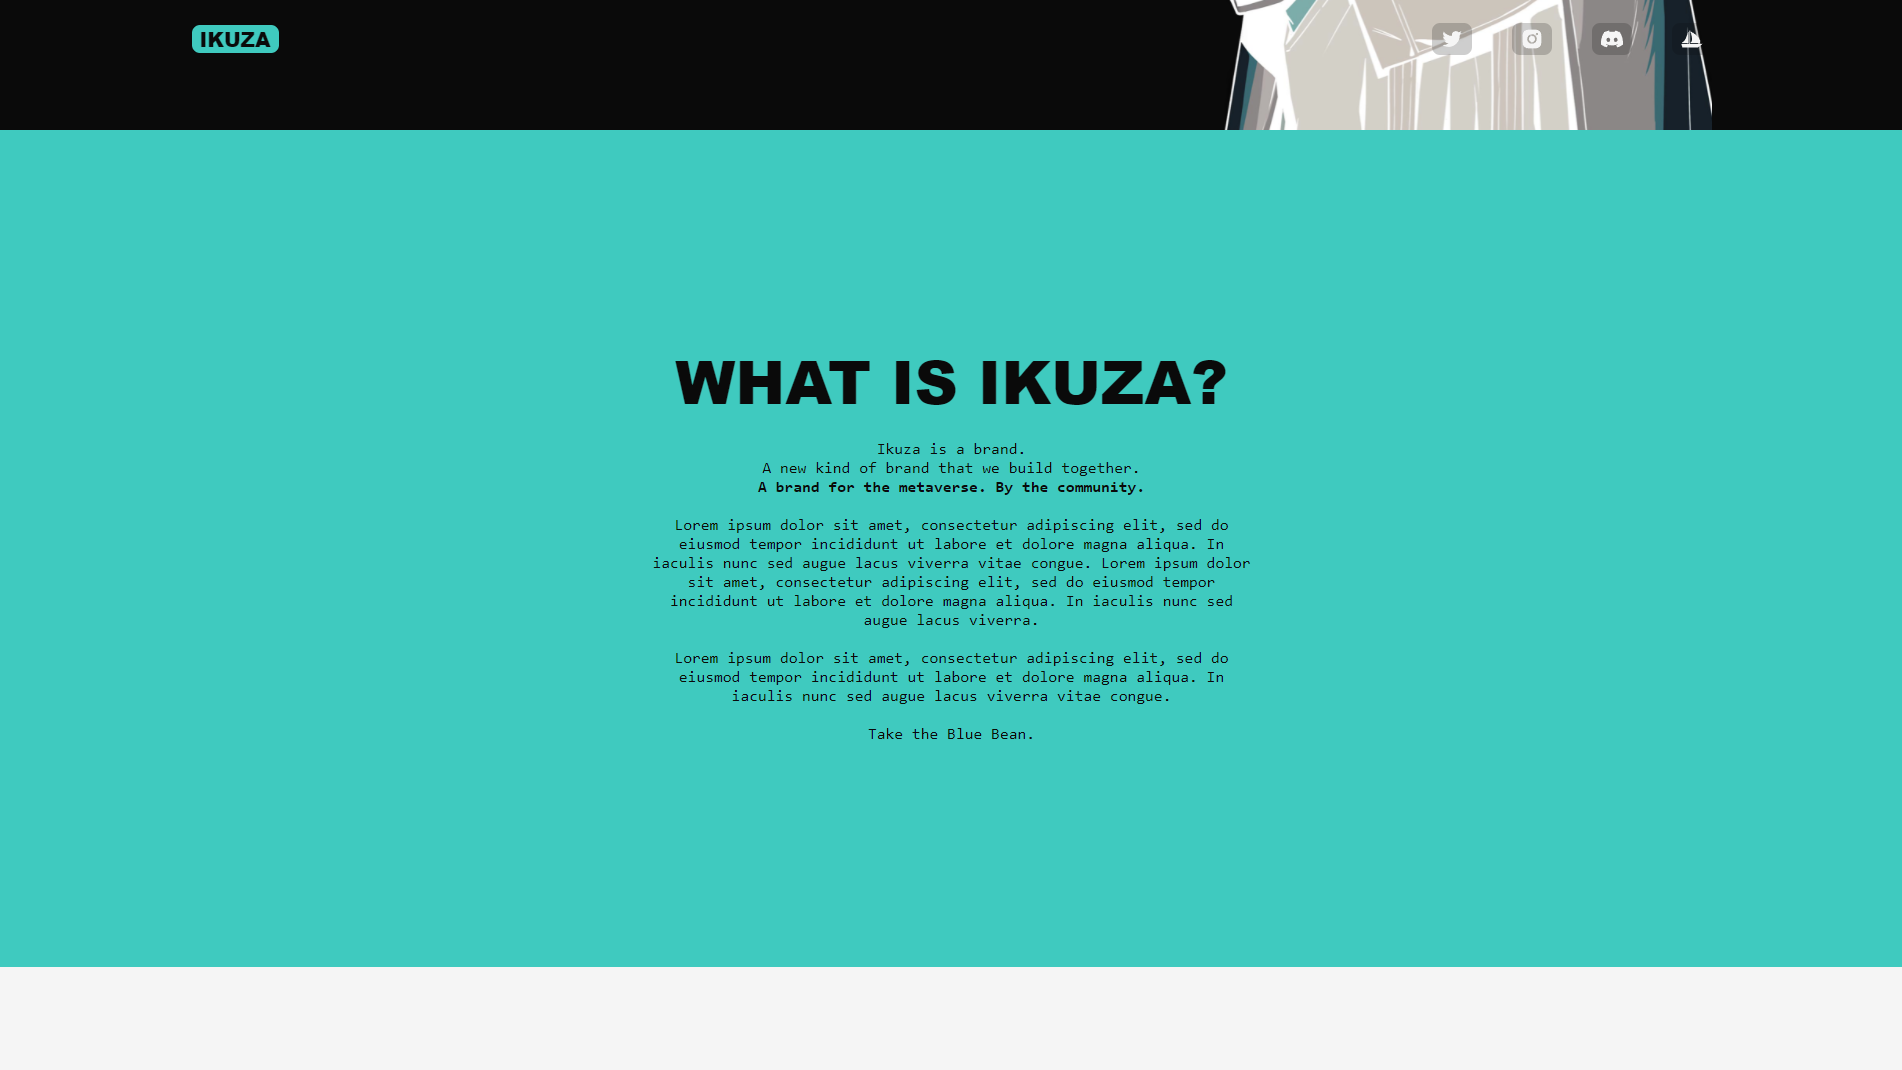 IKUZA
WHAT IS IKUZA?
Ikuza is a brand.
A new kind of brand that we build together.
A brand for the metaverse. By the community.
Lorem ipsum dolor sit amet, consectetur adipiscing elit, sed do
eiusmod tempor incididunt ut labore et dolore magna aliqua. In
iaculis nunc sed augue lacus viverra vitae congue. Lorem ipsum dolor
sit amet, consectetur adipiscing elit, sed do eiusmod tempor
incididunt ut labore et dolore magna aliqua. In iaculis nunc sed
augue lacus viverra.
Lorem ipsum dolor sit amet, consectetur adipiscing elit, sed do
eiusmod tempor incididunt ut labore et dolore magna aliqua. In
iaculis nunc sed augue lacus viverra vitae congue.
Take the Blue Bean.